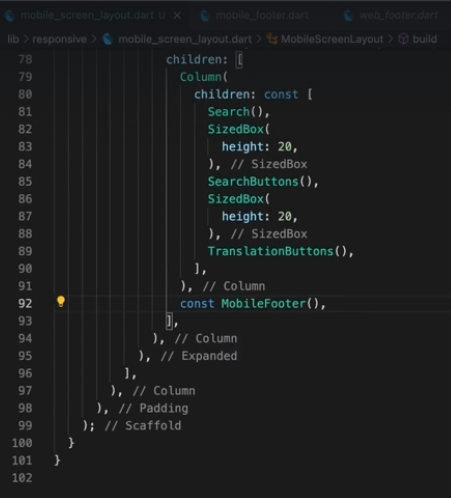 mobile_screen_layout.dart U × mobile_footer.dart web_footer.dart
lib > responsive > mobile_screen_layout.dart > MobileScreenLayout > build
78 children: [
79 Column(
80 children: const [
81 Search(),
82 SizedBox(
83 height: 20,
84 ), // SizedBox
85 SearchButtons(),
86 SizedBox(
87 height: 20,
88 ), // SizedBox
89 TranslationButtons(),
90 ],
91 ), // Column
92 const MobileFooter(),
93 ],
94 ), // Column
95 ), // Expanded
96 ],
97 ), // Column
98 ), // Padding
99 ); // Scaffold
100 }
101 }
102